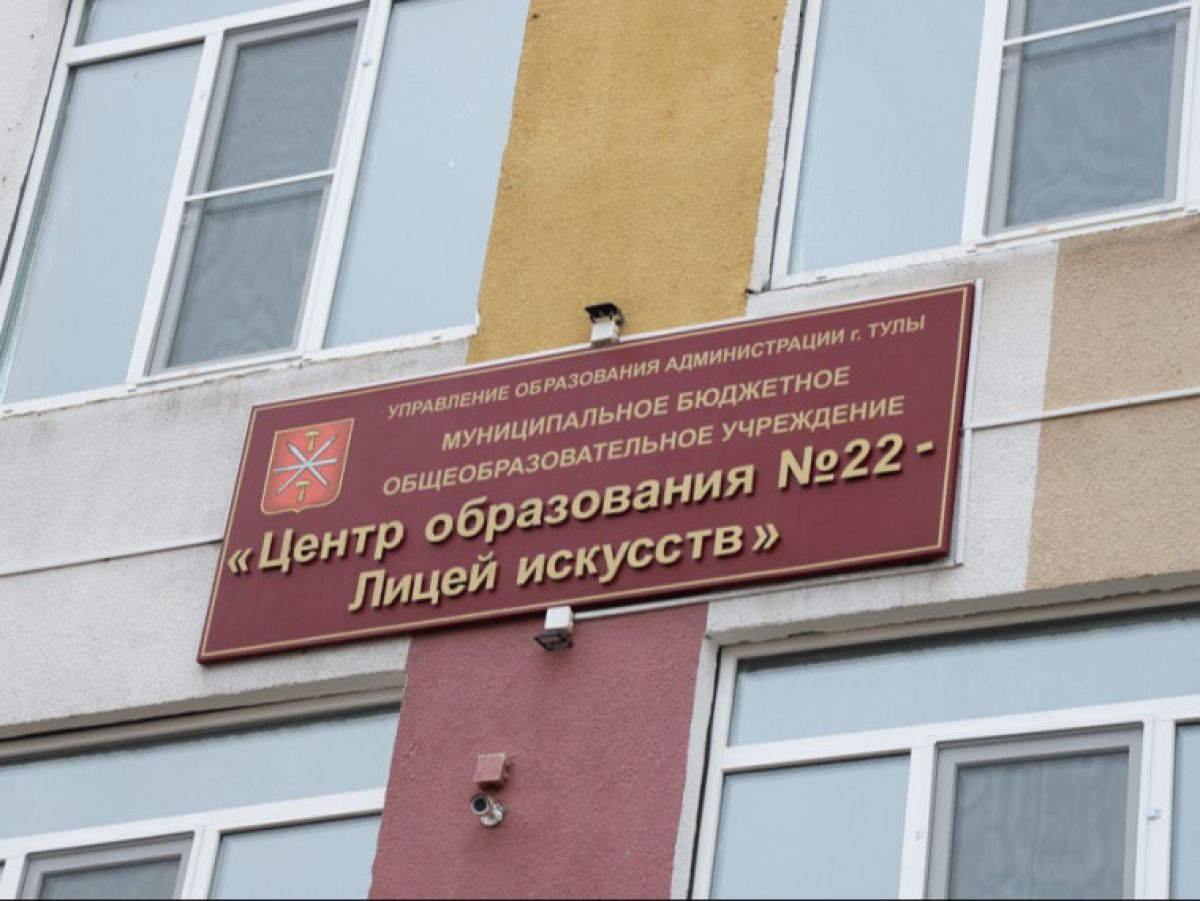 УПРАВЛЕНИЕ ОБРАЗОВАНИЯ АДМИНИСТРАЦИИ г. ТУЛЫ
МУНИЦИПАЛЬНОЕ БЮДЖЕТНОЕ
ОБЩЕОБРАЗОВАТЕЛЬНОЕ УЧРЕЖДЕНИЕ
«Центр образования №22 -
Лицей искусств»